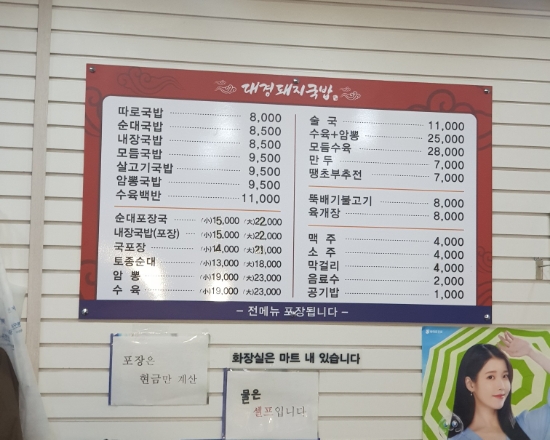 대경돼지국밥
따로국밥 8,000
순대국밥 8,500
내장국밥 8,500
모듬국밥 9,500
살고기국밥 9,500
암뽕국밥 9,500
수육백반 11,000
순대포장국 (小)15,000 (大)22,000
내장국밥(포장) (小)15,000 (大)22,000
국포장 (小)14,000 (大)21,000
토종순대 (小)13,000 (大)18,000
암 뽕 (小)19,000 (大)23,000
수 육 (小)19,000 (大)23,000
술 국 11,000
수육+암뽕 25,000
모듬수육 28,000
만 두 7,000
땡초부추전 7,000
뚝배기불고기 8,000
육개장 8,000
맥 주 4,000
소 주 4,000
막걸리 4,000
음료수 2,000
공기밥 1,000
– 전메뉴 포장됩니다 –
포장은
현금만 계산
화장실은 마트 내 있습니다
물은
셀프입니다